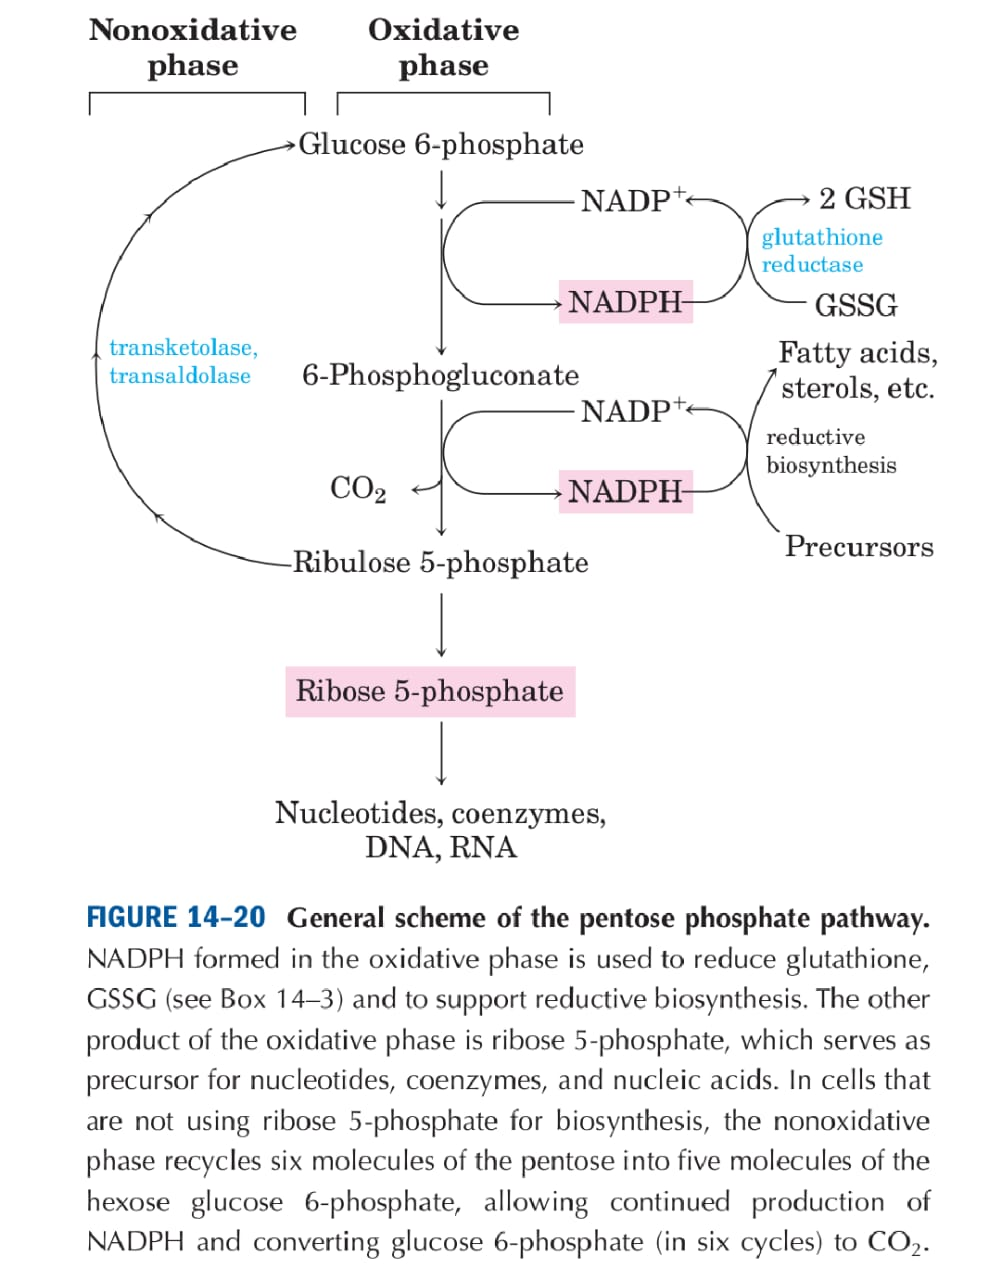 Nonoxidative
phase
Oxidative
phase
Glucose 6-phosphate
NADP+
2 GSH
glutathione
reductase
NADPH
GSSG
transketolase,
transaldolase
6-Phosphogluconate
Fatty acids,
sterols, etc.
NADP+
reductive
biosynthesis
CO₂
NADPH
Precursors
Ribulose 5-phosphate
Ribose 5-phosphate
Nucleotides, coenzymes,
DNA, RNA
FIGURE 14–20 General scheme of the pentose phosphate pathway.
NADPH formed in the oxidative phase is used to reduce glutathione,
GSSG (see Box 14–3) and to support reductive biosynthesis. The other
product of the oxidative phase is ribose 5-phosphate, which serves as
precursor for nucleotides, coenzymes, and nucleic acids. In cells that
are not using ribose 5-phosphate for biosynthesis, the nonoxidative
phase recycles six molecules of the pentose into five molecules of the
hexose glucose 6-phosphate, allowing continued production of
NADPH and converting glucose 6-phosphate (in six cycles) to CO₂.